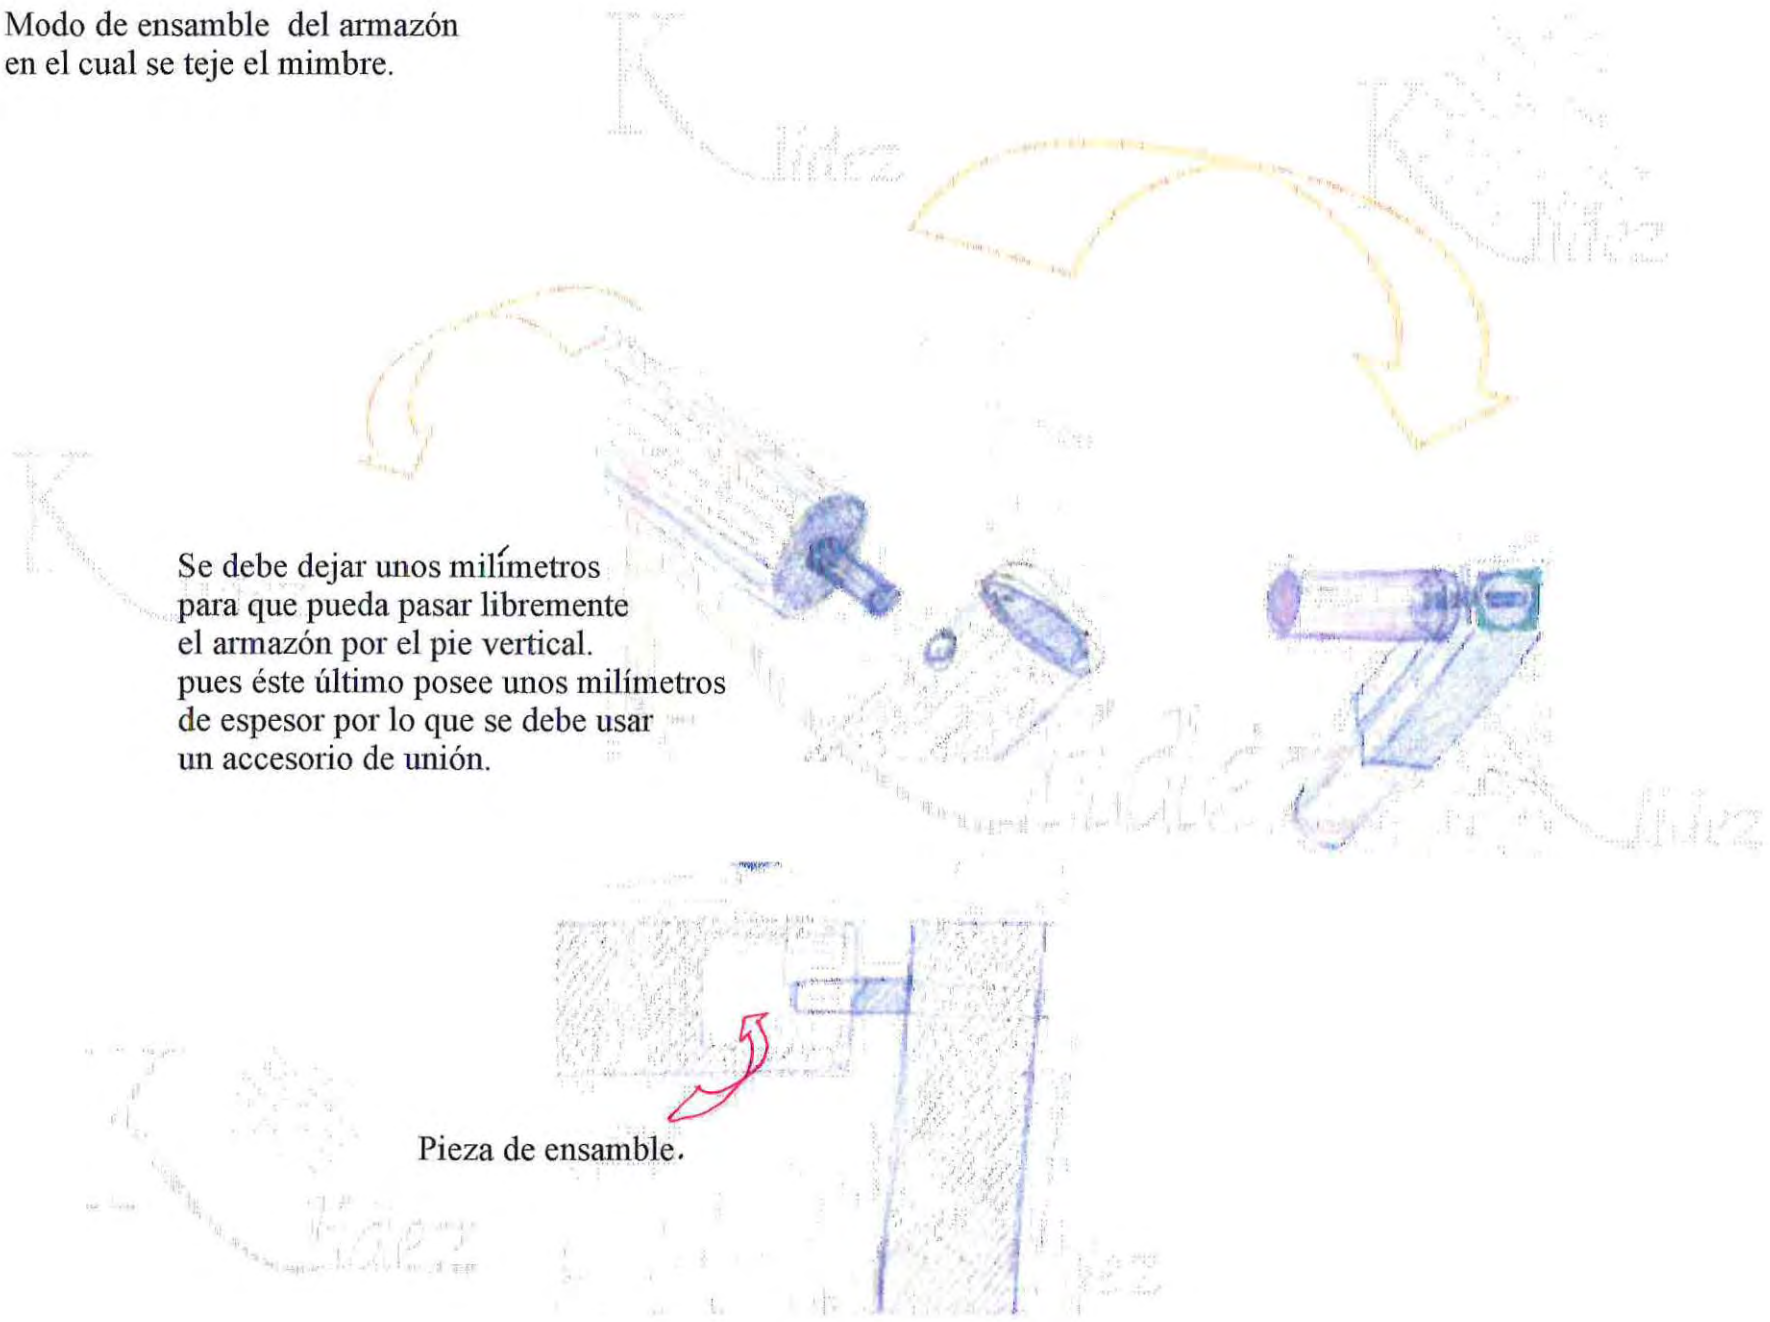 Modo de ensamble del armazón
en el cual se teje el mimbre.
Klidez
Klidez
Se debe dejar unos milímetros
para que pueda pasar libremente
el armazón por el pie vertical.
pues éste último posee unos milímetros
de espesor por lo que se debe usar
un accesorio de unión.
Pieza de ensamble.